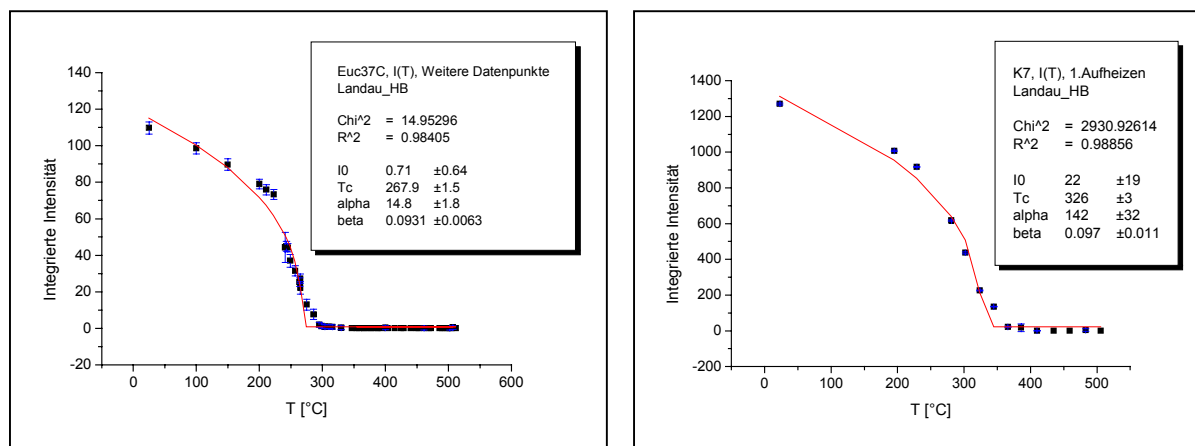 Euc37C, I(T), Weitere Datenpunkte
Landau_HB
Chi^2 = 14.95296
R^2 = 0.98405
I0 0.71 ±0.64
Tc 267.9 ±1.5
alpha 14.8 ±1.8
beta 0.0931 ±0.0063
Integrierte Intensität
140
120
100
80
60
40
20
0
-20
0 100 200 300 400 500 600
T [°C]
K7, I(T), 1.Aufheizen
Landau_HB
Chi^2 = 2930.92614
R^2 = 0.98856
I0 22 ±19
Tc 326 ±3
alpha 142 ±32
beta 0.097 ±0.011
Integrierte Intensität
1400
1200
1000
800
600
400
200
0
-200
0 100 200 300 400 500
T [°C]